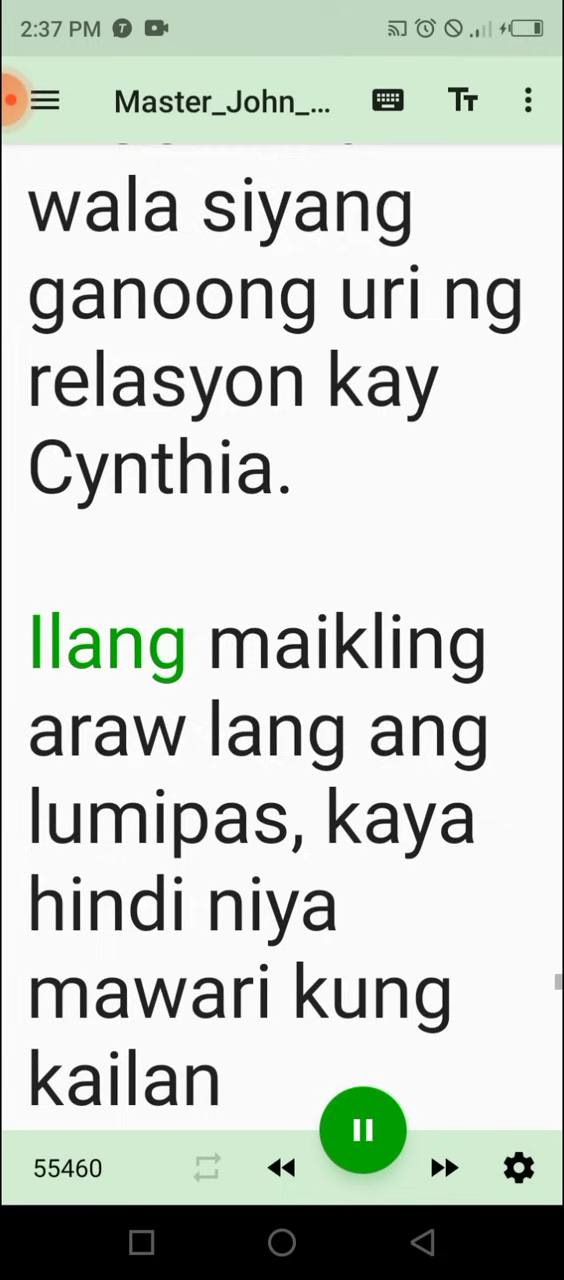 2:37 PM
Master_John_...
Tт
wala siyang
ganoong uri ng
relasyon kay
Cynthia.
Ilang maikling
araw lang ang
lumipas, kaya
hindi niya
mawari kung
kailan
55460